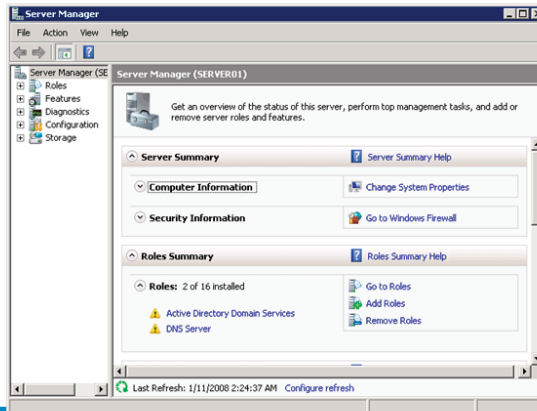 Server Manager
File Action View Help
Server Manager (SE
Roles
Features
Diagnostics
Configuration
Storage
Server Manager (SERVER01)
Get an overview of the status of this server, perform top management tasks, and add or
remove server roles and features.
Server Summary
Server Summary Help
Computer Information
Change System Properties
Security Information
Go to Windows Firewall
Roles Summary
Roles Summary Help
Roles: 2 of 16 installed
Go to Roles
Add Roles
Remove Roles
Active Directory Domain Services
DNS Server
Last Refresh: 1/11/2008 2:24:37 AM Configure refresh